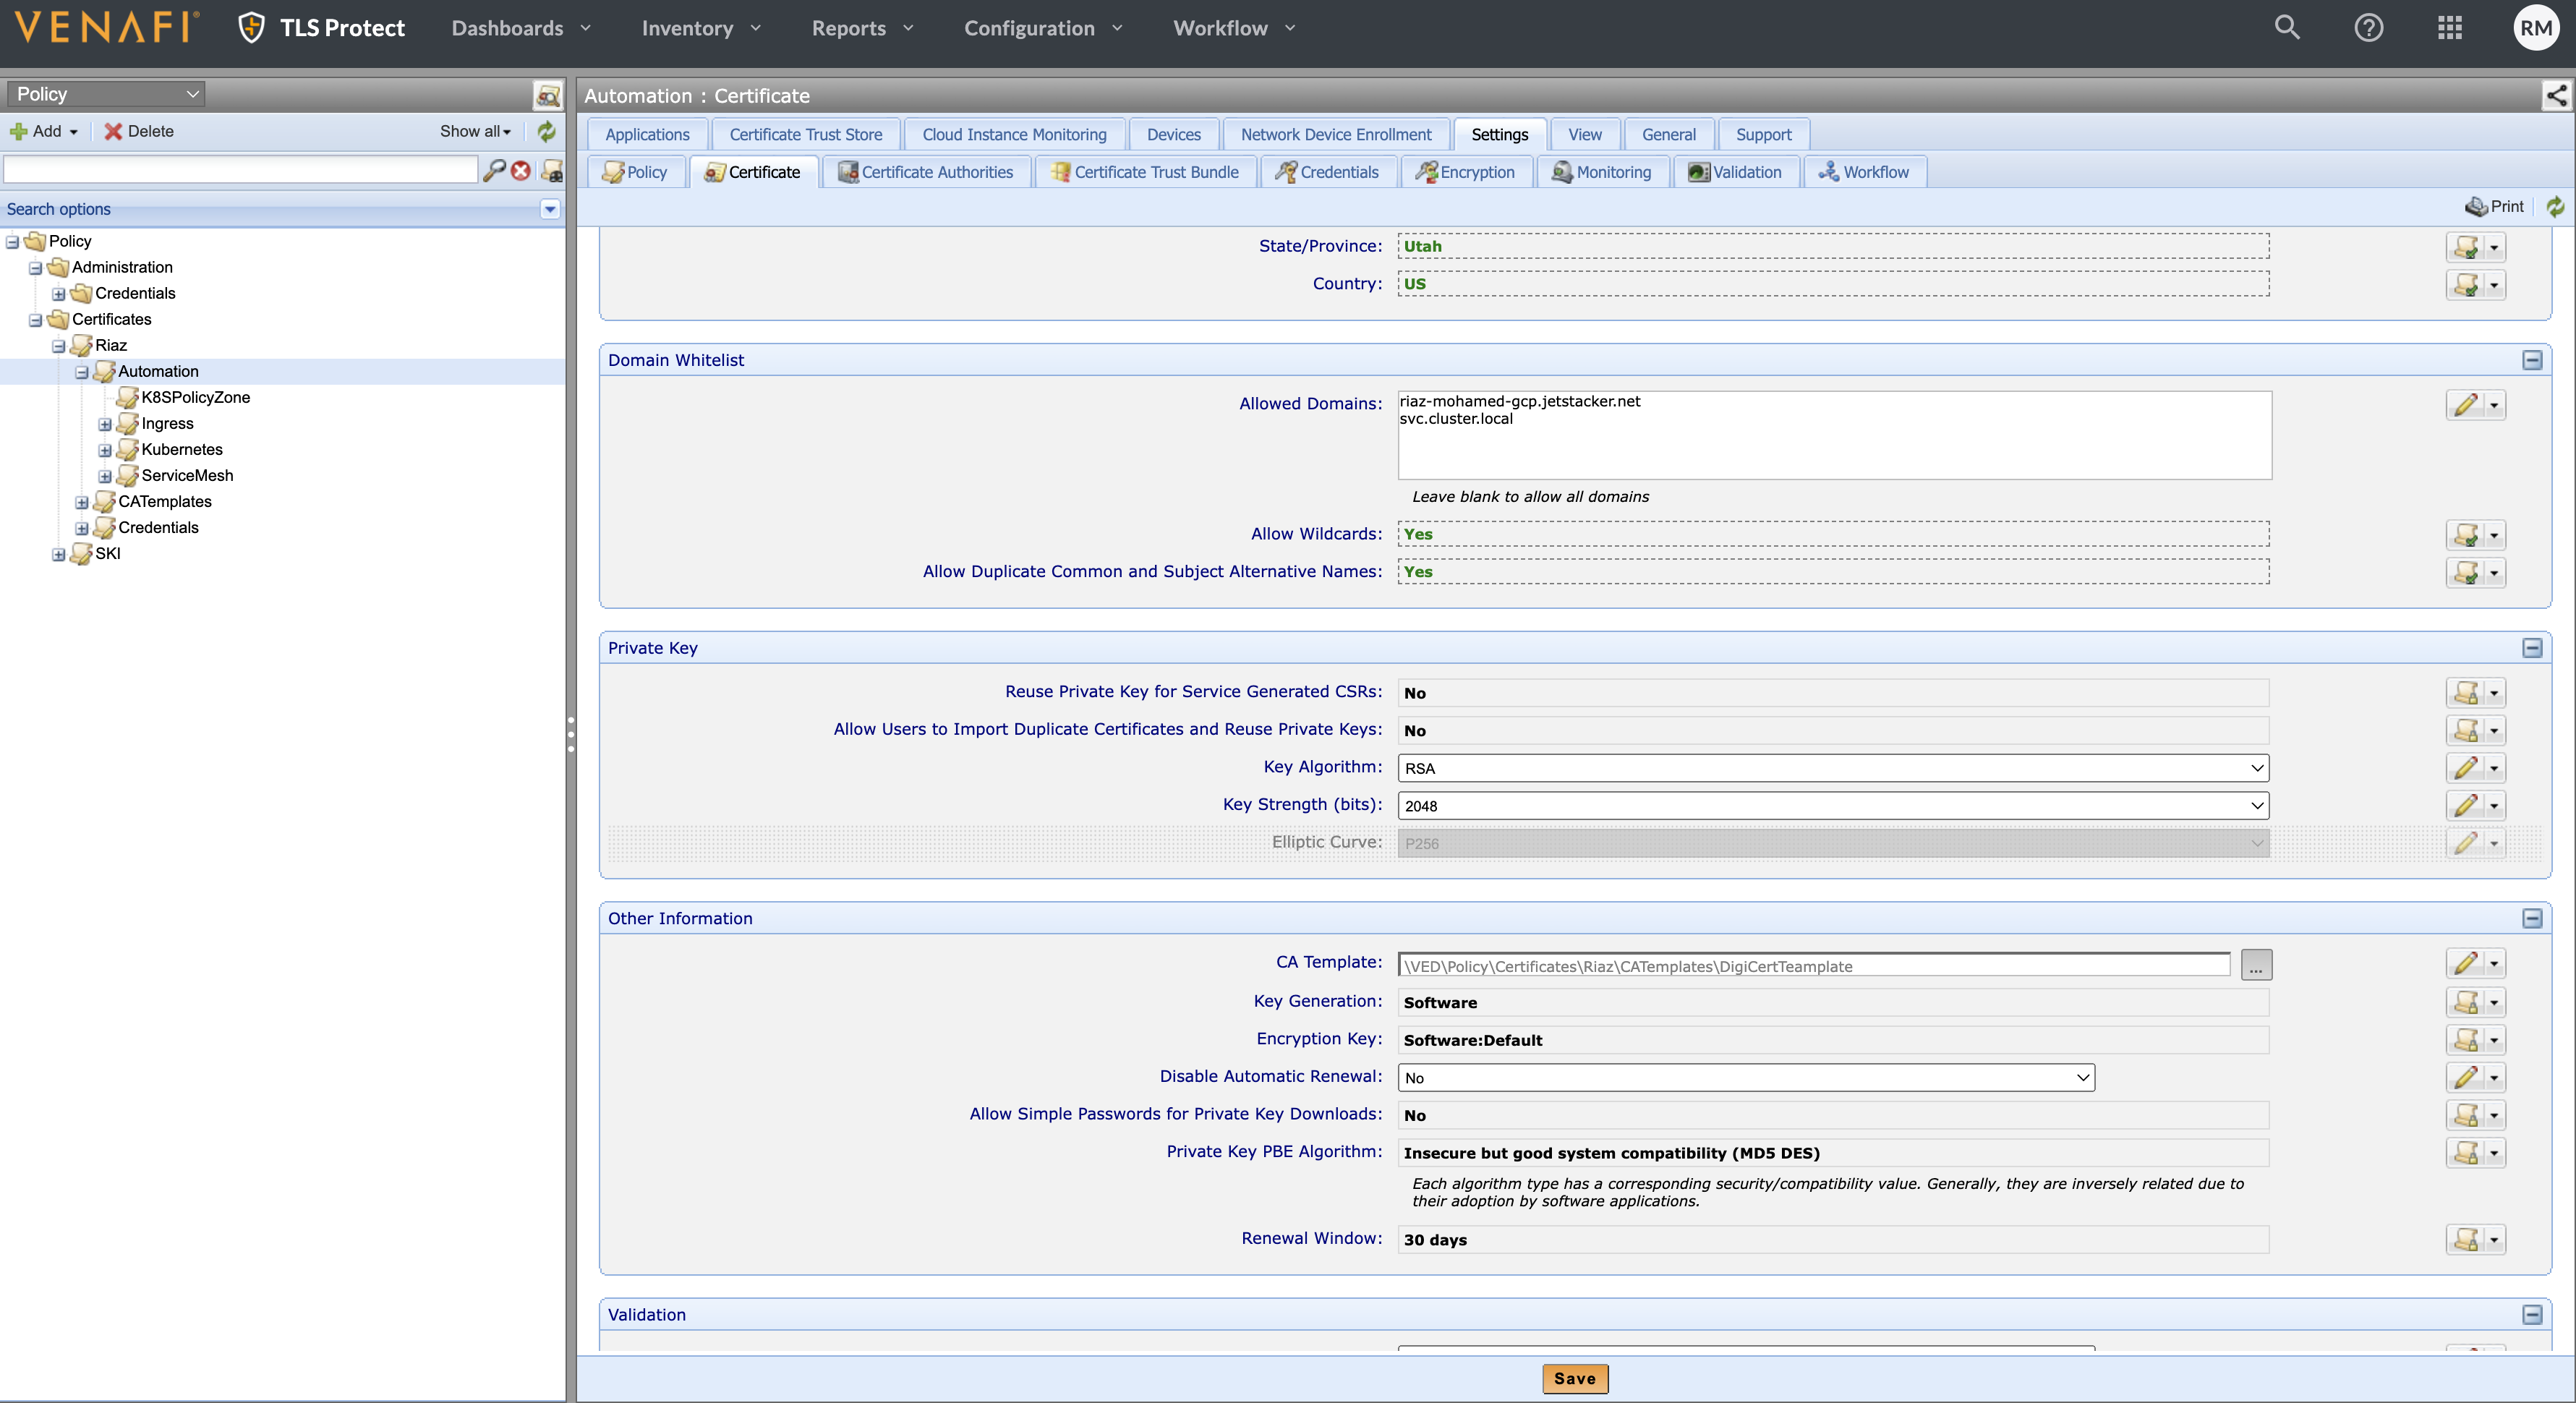 VENAFI TLS Protect Dashboards Inventory Reports Configuration Workflow RM
Policy
Add Delete Show all
Search options
Policy
Administration
Credentials
Certificates
Riaz
Automation
K8SPolicyZone
Ingress
Kubernetes
ServiceMesh
CATemplates
Credentials
SKI
Automation : Certificate
Applications Certificate Trust Store Cloud Instance Monitoring Devices Network Device Enrollment Settings View General Support
Policy Certificate Certificate Authorities Certificate Trust Bundle Credentials Encryption Monitoring Validation Workflow
Print
State/Province: Utah
Country: US
Domain Whitelist
Allowed Domains: riaz-mohamed-gcp.jetstacker.net
svc.cluster.local
Leave blank to allow all domains
Allow Wildcards: Yes
Allow Duplicate Common and Subject Alternative Names: Yes
Private Key
Reuse Private Key for Service Generated CSRs: No
Allow Users to Import Duplicate Certificates and Reuse Private Keys: No
Key Algorithm: RSA
Key Strength (bits): 2048
Elliptic Curve: P256
Other Information
CA Template: \VED\Policy\Certificates\Riaz\CATemplates\DigiCertTeamplate ...
Key Generation: Software
Encryption Key: Software:Default
Disable Automatic Renewal: No
Allow Simple Passwords for Private Key Downloads: No
Private Key PBE Algorithm: Insecure but good system compatibility (MD5 DES)
Each algorithm type has a corresponding security/compatibility value. Generally, they are inversely related due to
their adoption by software applications.
Renewal Window: 30 days
Validation
Save